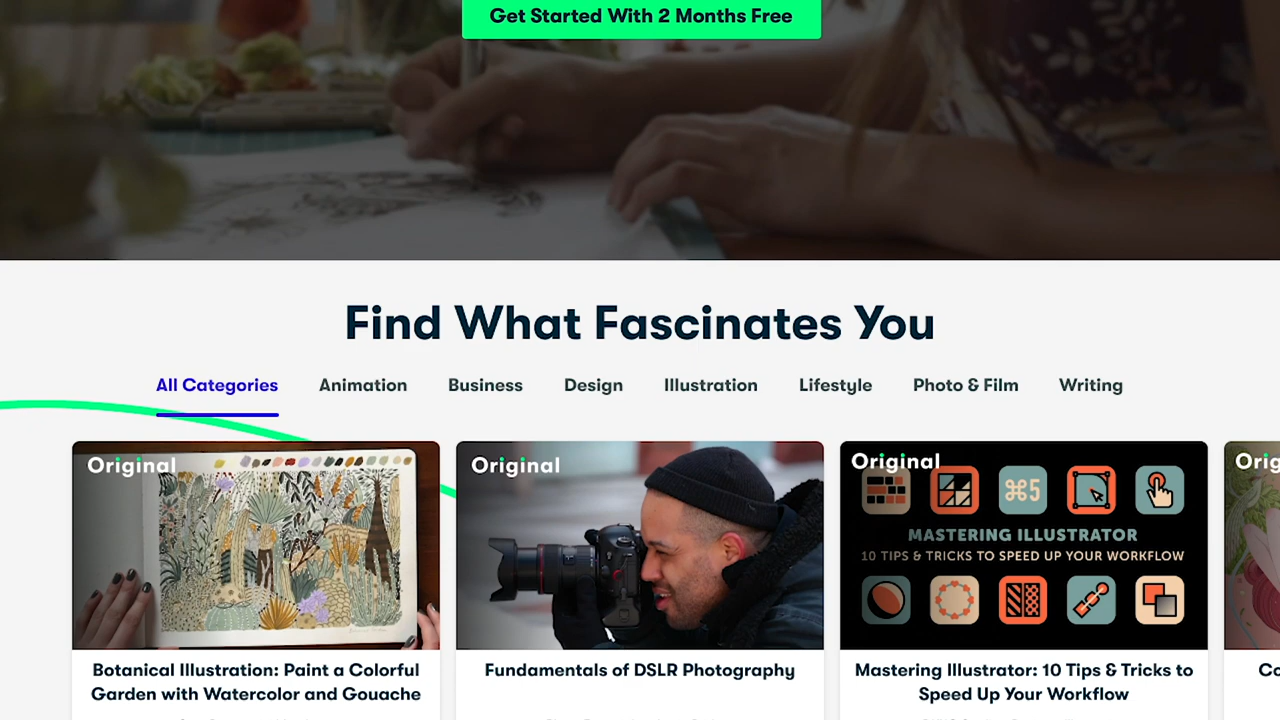 Get Started With 2 Months Free
Find What Fascinates You
All Categories Animation Business Design Illustration Lifestyle Photo & Film Writing
Original Original Original
⌘5
MASTERING ILLUSTRATOR
10 TIPS & TRICKS TO SPEED UP YOUR WORKFLOW
Botanical Illustration: Paint a Colorful
Garden with Watercolor and Gouache
Fundamentals of DSLR Photography
Mastering Illustrator: 10 Tips & Tricks to
Speed Up Your Workflow